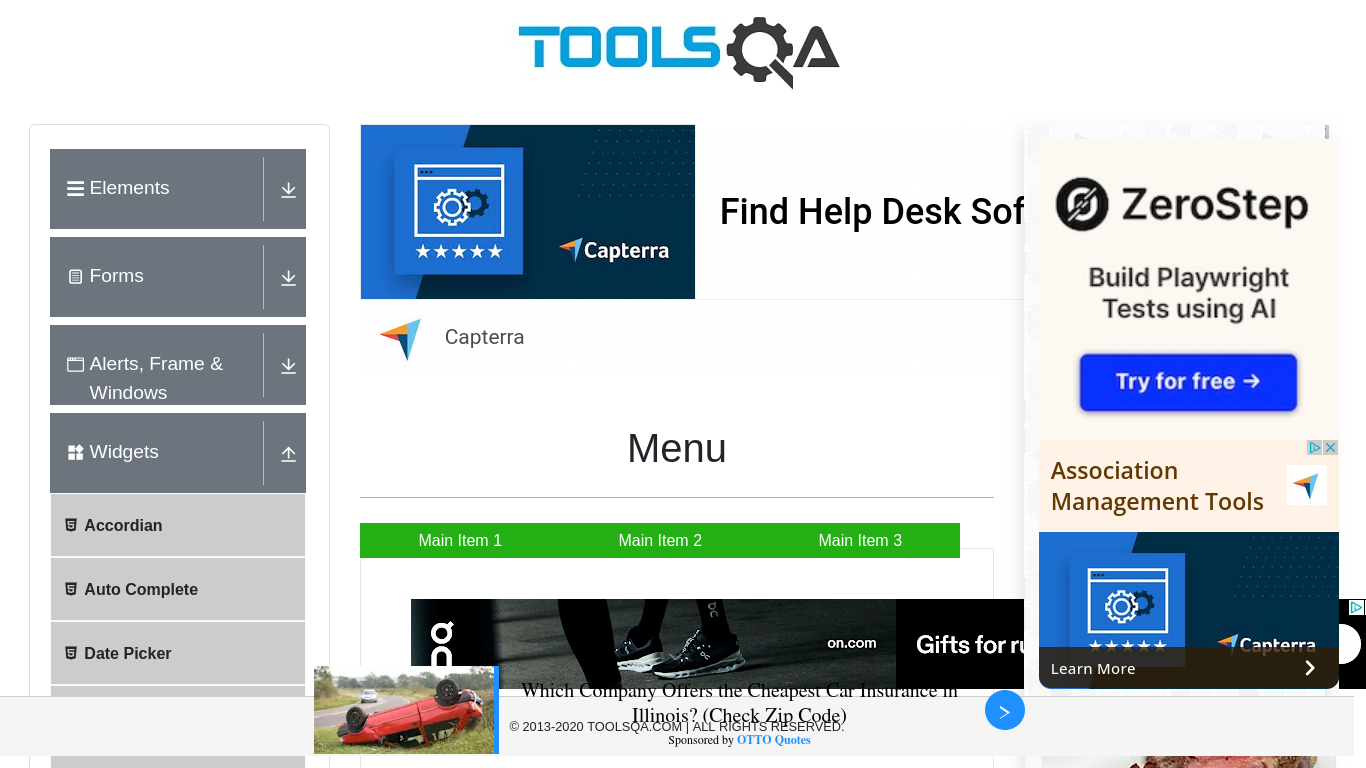 TOOLSQA
Elements
Forms
Alerts, Frame &
Windows
Widgets
Accordian
Auto Complete
Date Picker
Capterra
Find Help Desk Sof
Capterra
Menu
Main Item 1
Main Item 2
Main Item 3
on.com
Gifts for ru
Which Company Offers the Cheapest Car Insurance in
Illinois? (Check Zip Code)
© 2013-2020 TOOLSQA.COM | ALL RIGHTS RESERVED.
Sponsored by OTTO Quotes
ZeroStep
Build Playwright
Tests using AI
Try for free →
Association
Management Tools
Capterra
Learn More